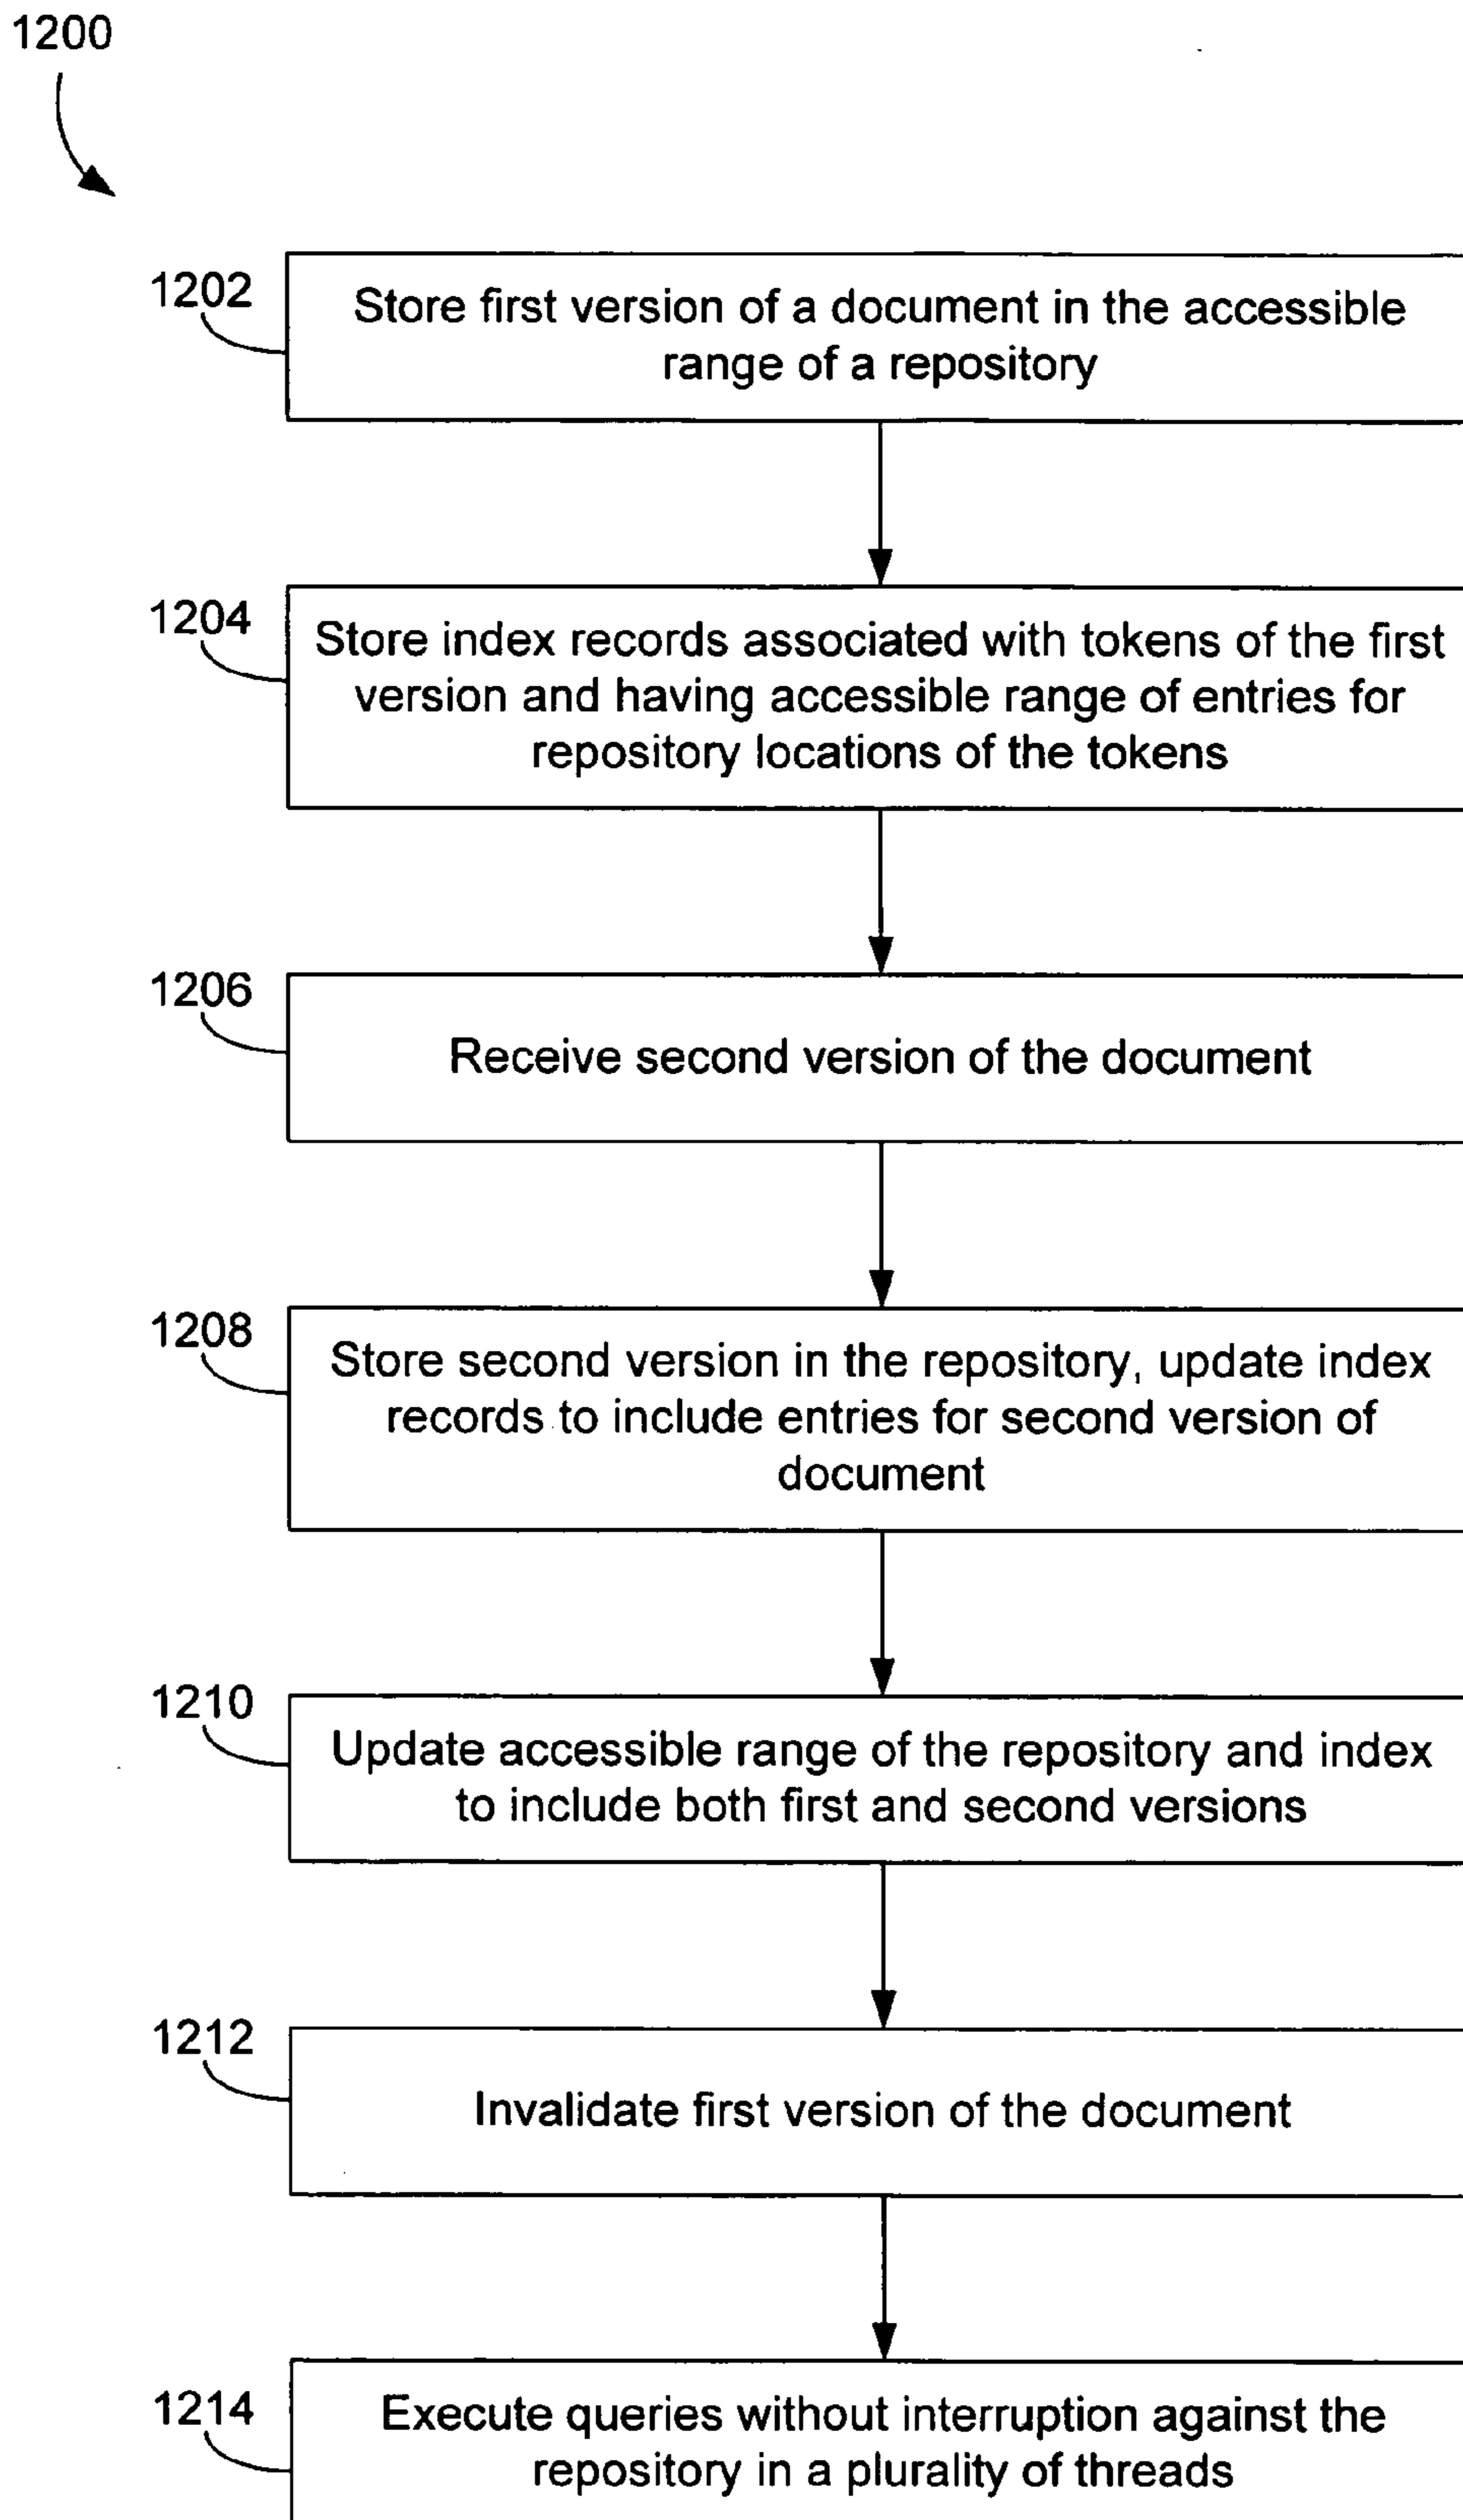 1200
1202
Store first version of a document in the accessible
range of a repository
1204
Store index records associated with tokens of the first
version and having accessible range of entries for
repository locations of the tokens
1206
Receive second version of the document
1208
Store second version in the repository, update index
records to include entries for second version of
document
1210
Update accessible range of the repository and index
to include both first and second versions
1212
Invalidate first version of the document
1214
Execute queries without interruption against the
repository in a plurality of threads